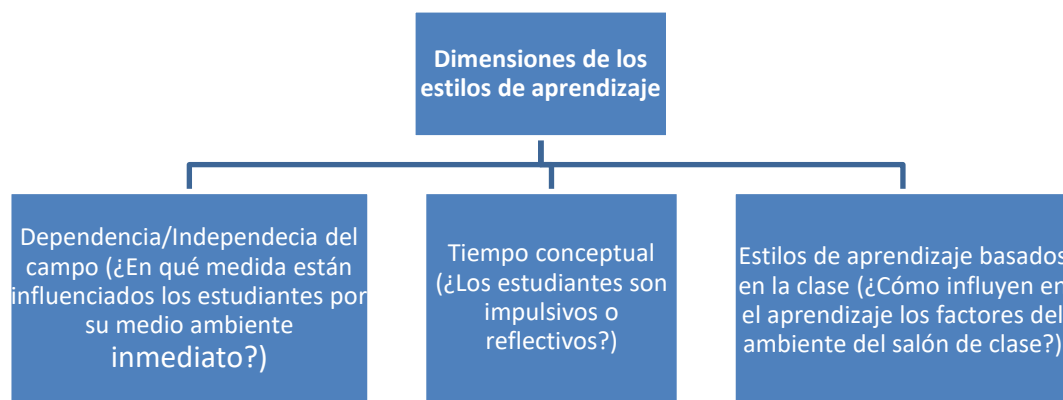 Dimensiones de los
estilos de aprendizaje
Dependencia/Independecia del
campo (¿En qué medida están
influenciados los estudiantes por
su medio ambiente
inmediato?)
Tiempo conceptual
(¿Los estudiantes son
impulsivos o
reflectivos?)
Estilos de aprendizaje basados
en la clase (¿Cómo influyen en
el aprendizaje los factores del
ambiente del salón de clase?)